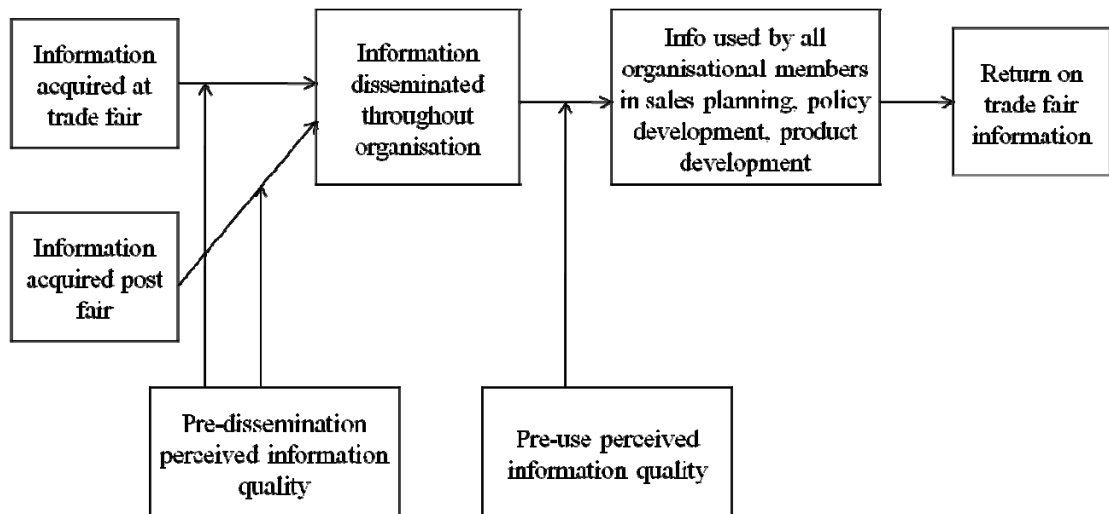 Information
acquired at
trade fair
Information
disseminated
throughout
organisation
Info used by all
organisational members
in sales planning, policy
development, product
development
Return on
trade fair
information
Information
acquired post
fair
Pre-dissemination
perceived information
quality
Pre-use perceived
information quality